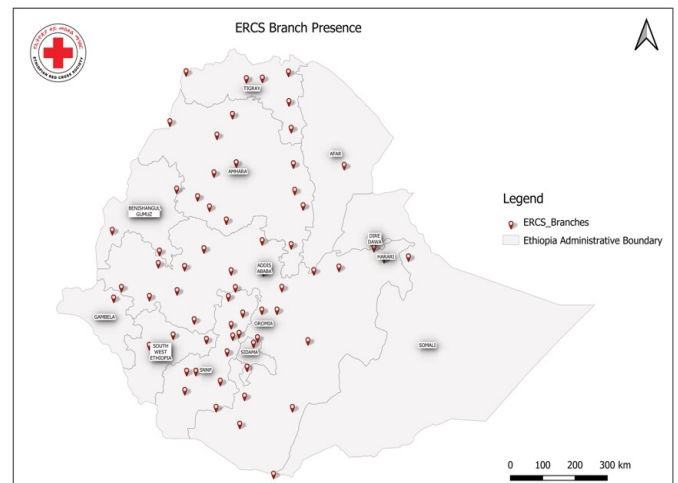 ERCS Branch Presence
ETHIOPIAN RED CROSS SOCIETY
TIGRAY
AFAR
AMHARA
BENISHANGUL
GUMUZ
DIRE
DAWA
HARARI
ADDIS
ABABA
GAMBELA
OROMIA
SOUTH
WEST
ETHIOPIA
SIDAMA
SNNP
SOMALI
Legend
ERCS_Branches
Ethiopia Administrative Boundary
0 100 200 300 km